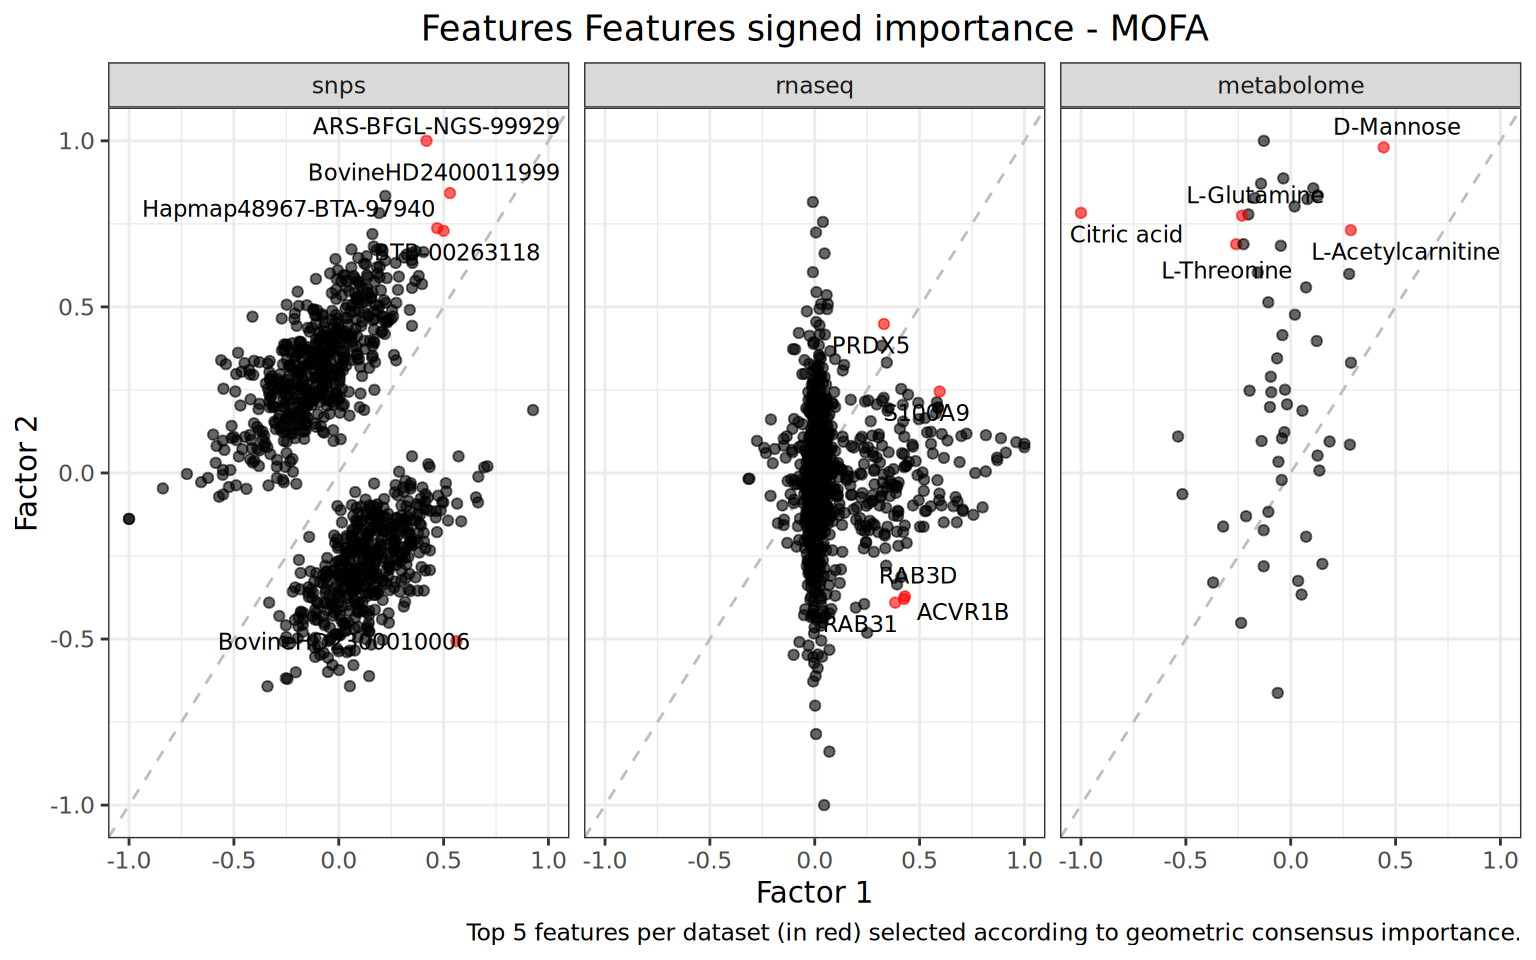 Features Features signed importance - MOFA
snps
rnaseq
metabolome
ARS-BFGL-NGS-99929
BovineHD2400011999
Hapmap48967-BTA-97940
BTB-00263118
BovineHD2300010006
PRDX5
S100A9
RAB3D
ACVR1B
RAB31
D-Mannose
L-Glutamine
Citric acid
L-Acetylcarnitine
L-Threonine
Factor 2
1.0
0.5
0.0
-0.5
-1.0
-1.0 -0.5 0.0 0.5 1.0
-1.0 -0.5 0.0 0.5 1.0
-1.0 -0.5 0.0 0.5 1.0
Factor 1
Top 5 features per dataset (in red) selected according to geometric consensus importance.